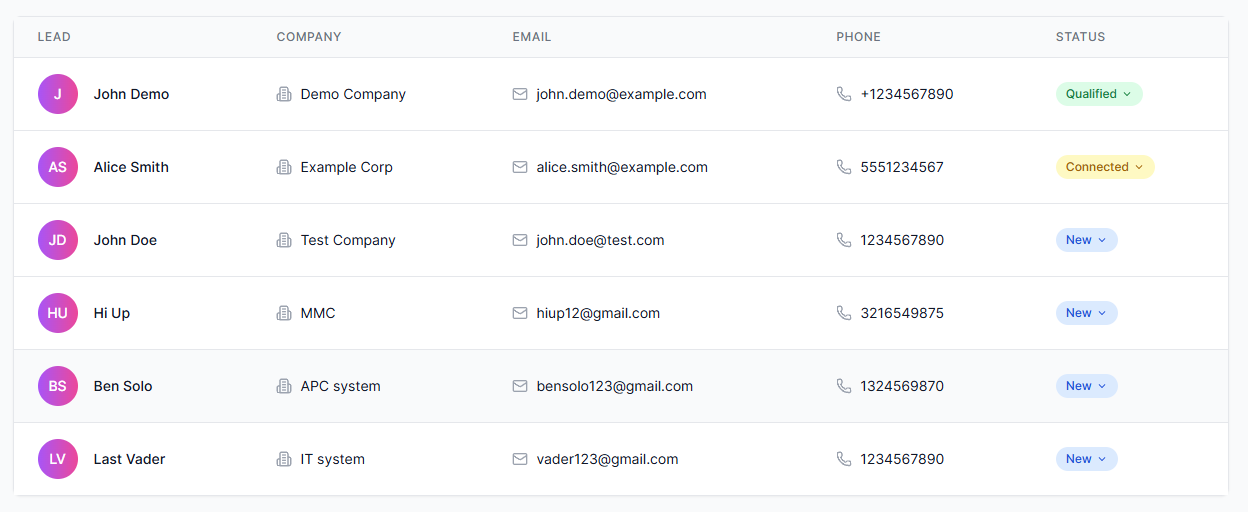 LEAD COMPANY EMAIL PHONE STATUS
J John Demo Demo Company john.demo@example.com +1234567890 Qualified
AS Alice Smith Example Corp alice.smith@example.com 5551234567 Connected
JD John Doe Test Company john.doe@test.com 1234567890 New
HU Hi Up MMC hiup12@gmail.com 3216549875 New
BS Ben Solo APC system bensolo123@gmail.com 1324569870 New
LV Last Vader IT system vader123@gmail.com 1234567890 New